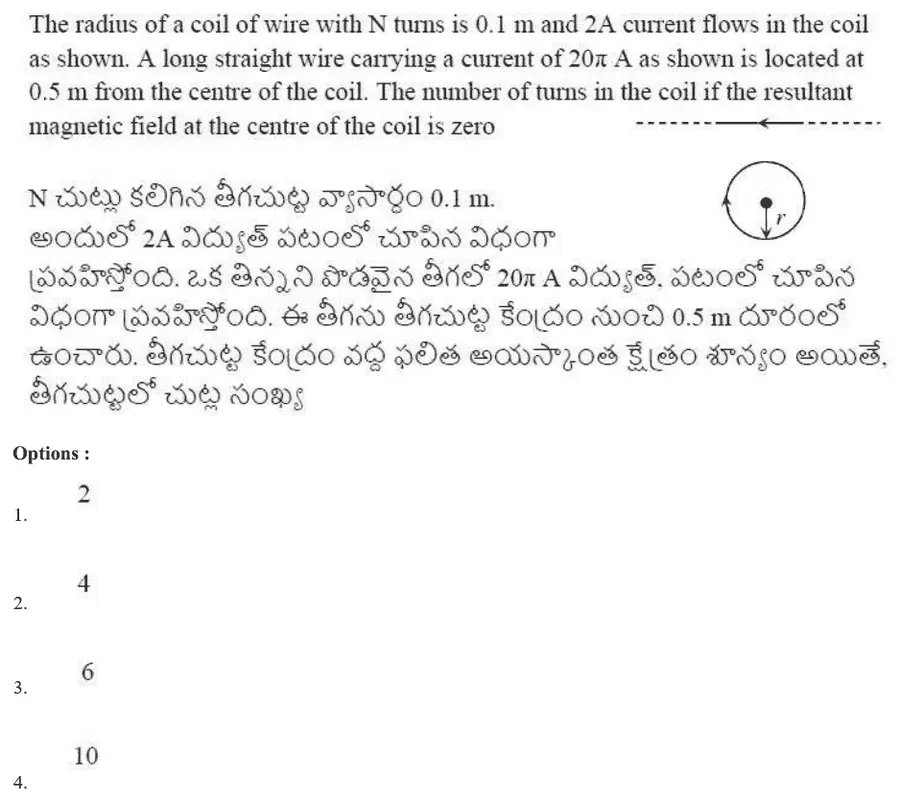 The radius of a coil of wire with N turns is 0.1 m and 2A current flows in the coil
as shown. A long straight wire carrying a current of 20π A as shown is located at
0.5 m from the centre of the coil. The number of turns in the coil if the resultant
magnetic field at the centre of the coil is zero
N చుట్లు కలిగిన తీగచుట్ట వ్యాసార్ధం 0.1 m.
అందులో 2A విద్యుత్ పటంలో చూపిన విధంగా
r
ప్రవహిస్తోంది. ఒక తిన్నని పొడవైన తీగలో 20π A విద్యుత్, పటంలో చూపిన
విధంగా ప్రవహిస్తోంది. ఈ తీగను తీగచుట్ట కేంద్రం నుంచి 0.5 m దూరంలో
ఉంచారు. తీగచుట్ట కేంద్రం వద్ద ఫలిత అయస్కాంత క్షేత్రం శూన్యం అయితే,
తీగచుట్టలో చుట్ల సంఖ్య
Options :
1. 2
2. 4
3. 6
4. 10